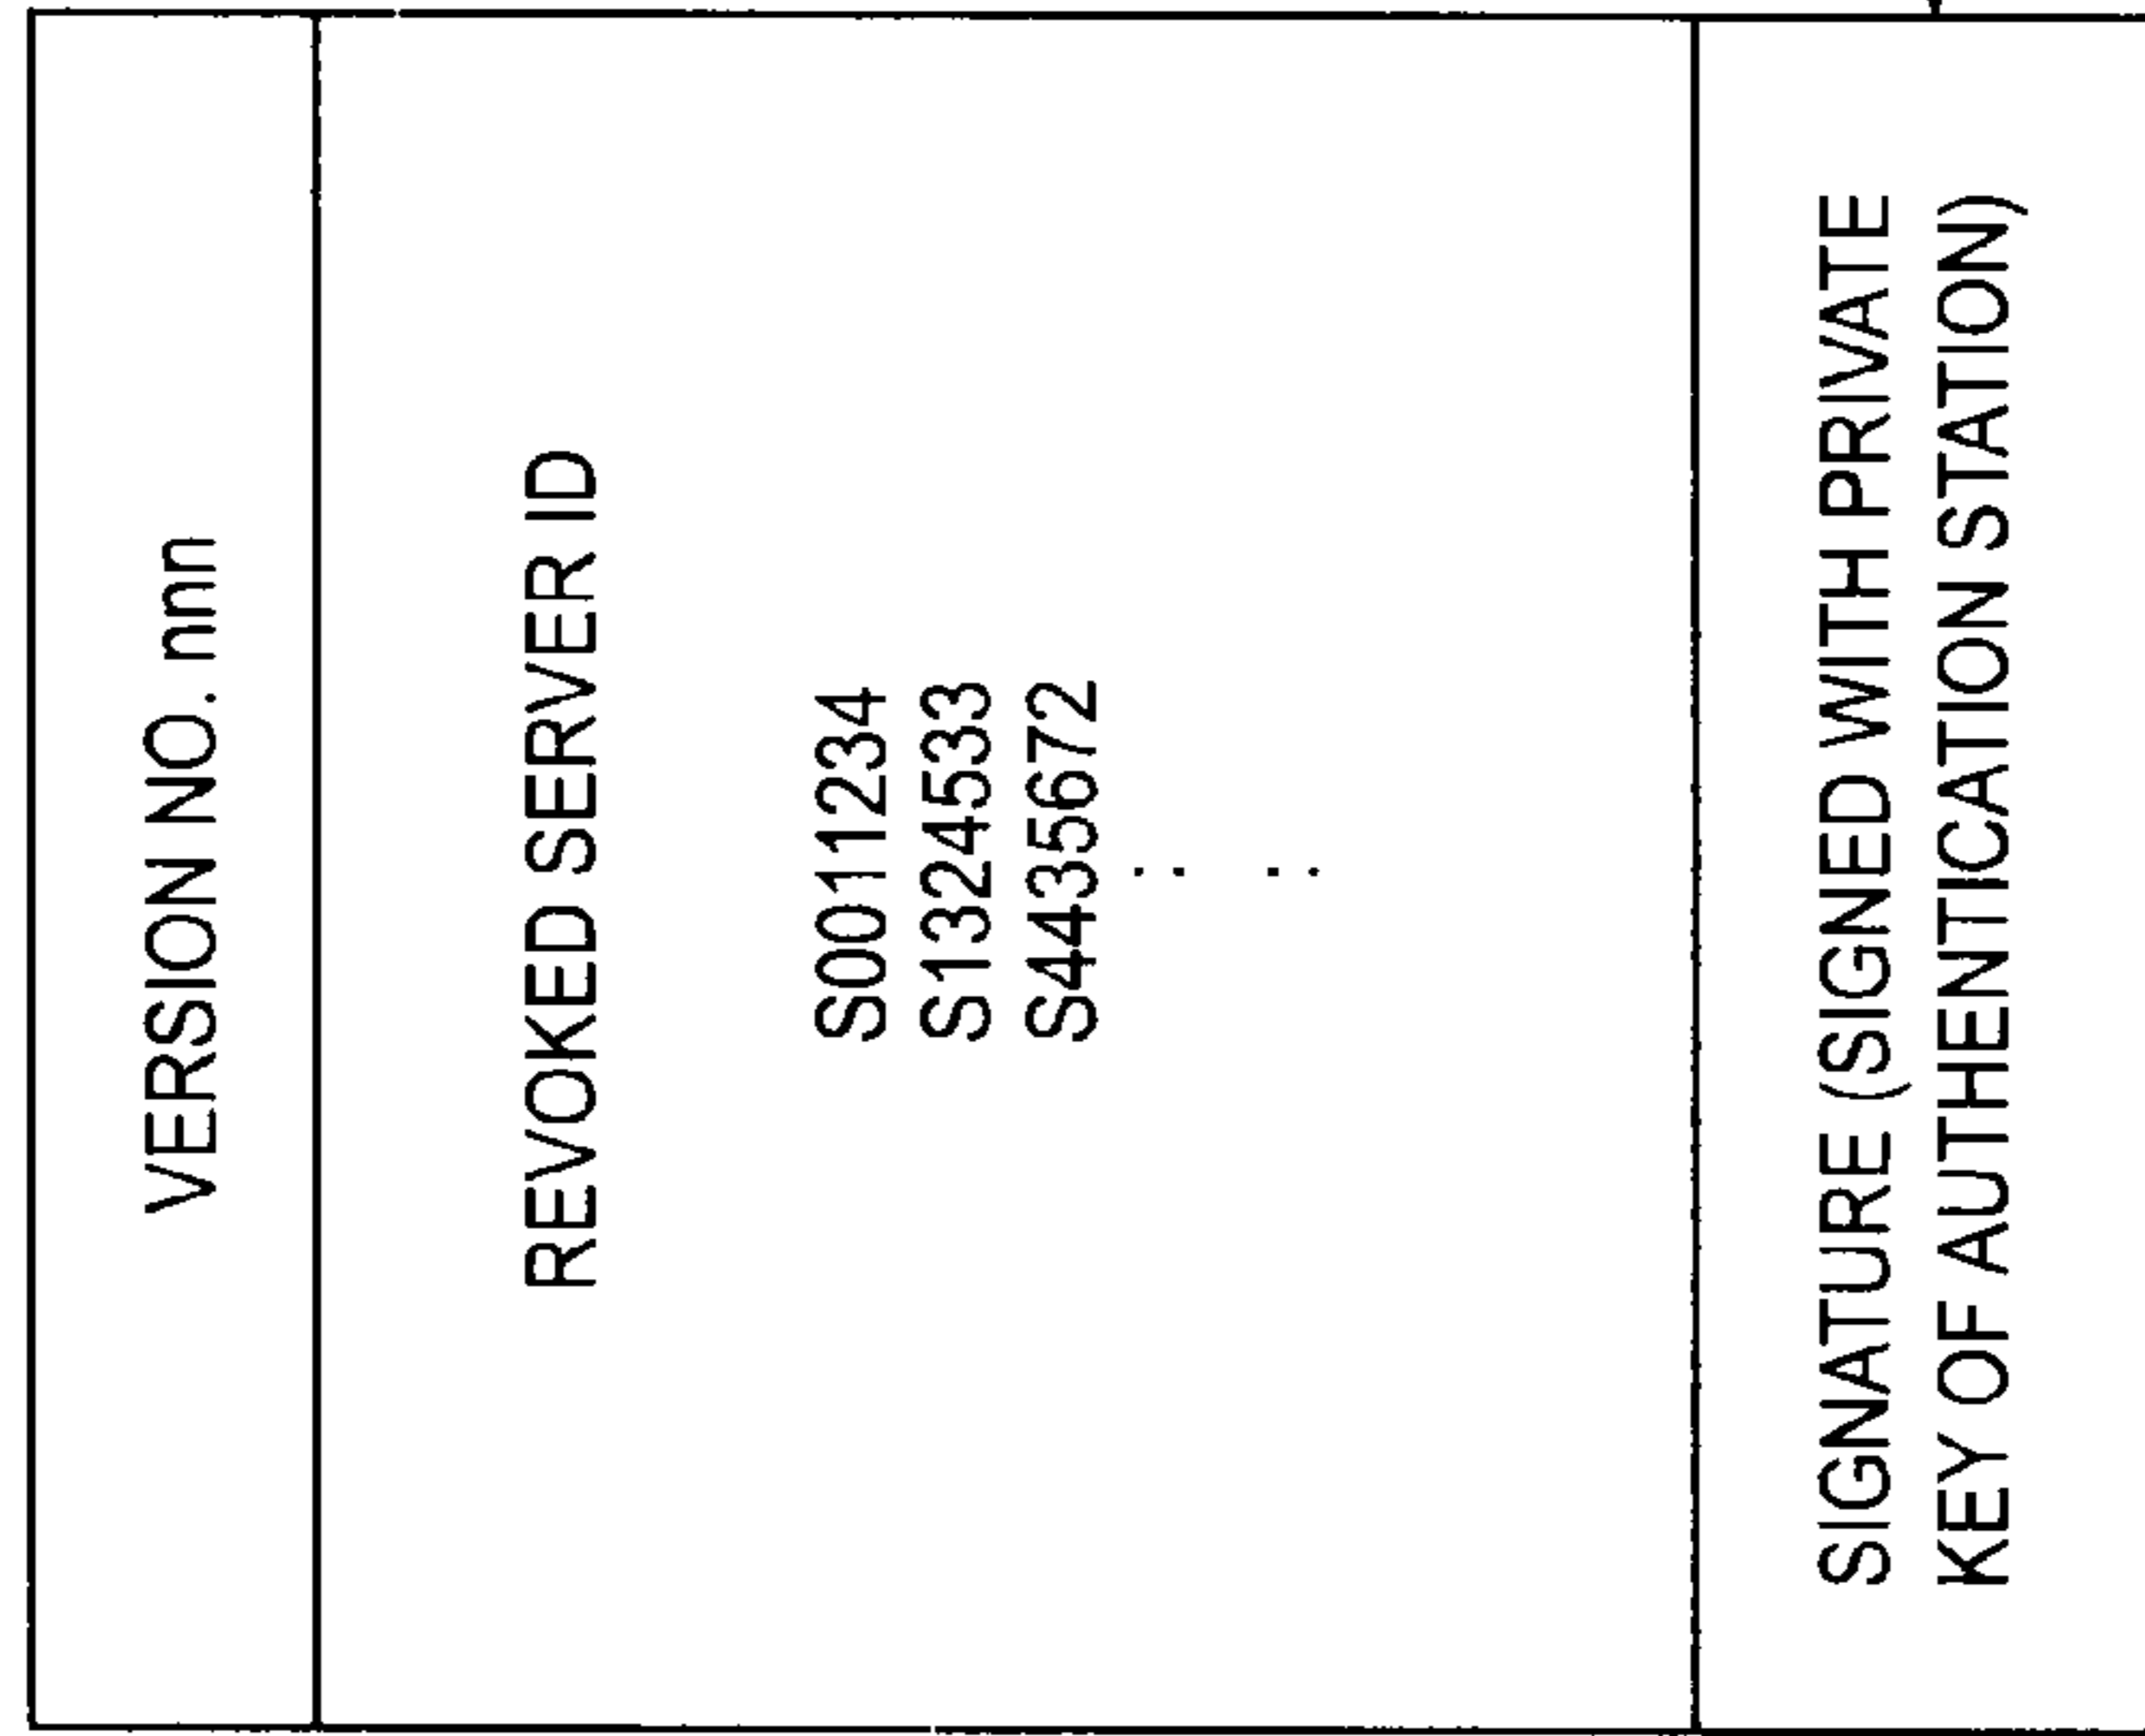 VERSION NO. nnn
REVOKED SERVER ID
S0011234
S1324533
S4435672
:
:
SIGNATURE (SIGNED WITH PRIVATE
KEY OF AUTHENTICATION STATION)